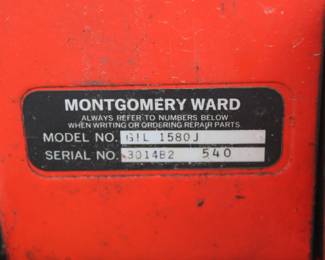 MONTGOMERY WARD
ALWAYS REFER TO NUMBERS BELOW
WHEN WRITING OR ORDERING REPAIR PARTS
MODEL NO. GIL 1580J
SERIAL NO. 301482 540